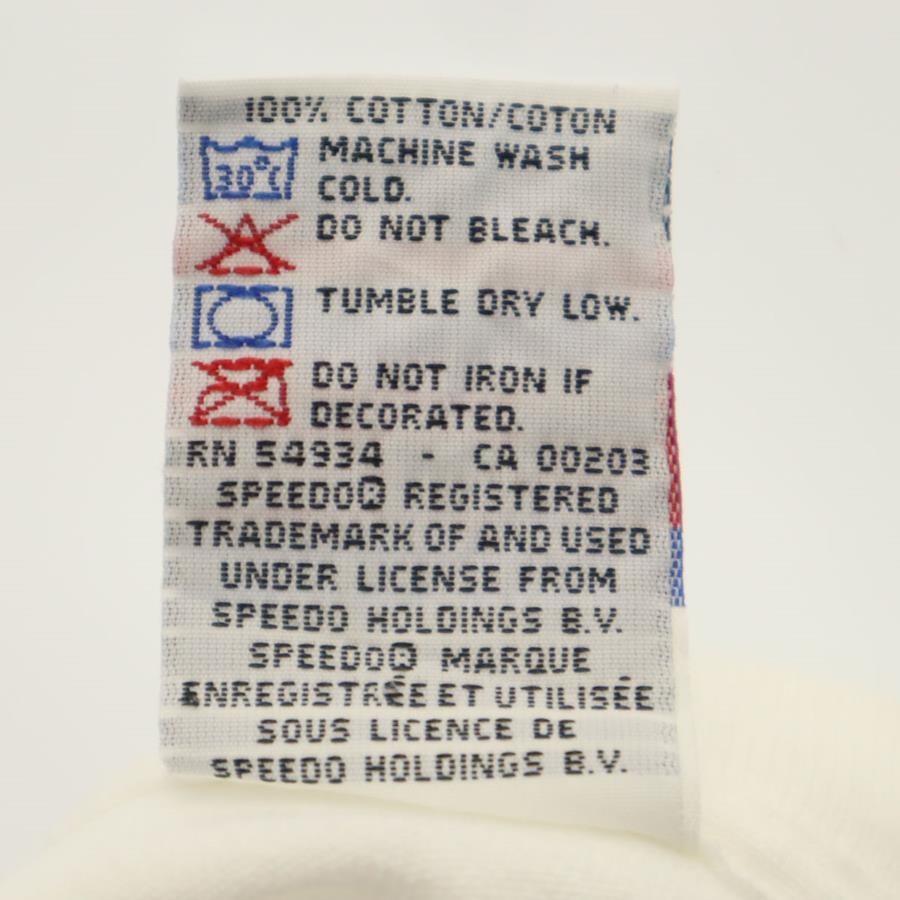 100% COTTON/COTON
30°C MACHINE WASH
COLD.
DO NOT BLEACH.
TUMBLE DRY LOW.
DO NOT IRON IF
DECORATED.
RN 54934 - CA 00203
SPEEDO® REGISTERED
TRADEMARK OF AND USED
UNDER LICENSE FROM
SPEEDO HOLDINGS B.V.
SPEEDO® MARQUE
ENREGISTRÉE ET UTILISÉE
SOUS LICENCE DE
SPEEDO HOLDINGS B.V.